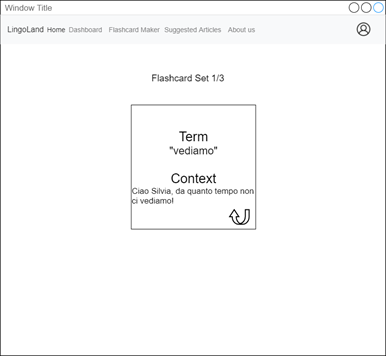 Window Title
LingoLand Home Dashboard Flashcard Maker Suggested Articles About us
Flashcard Set 1/3
Term
"vediamo"
Context
Ciao Silvia, da quanto tempo non
ci vediamo!